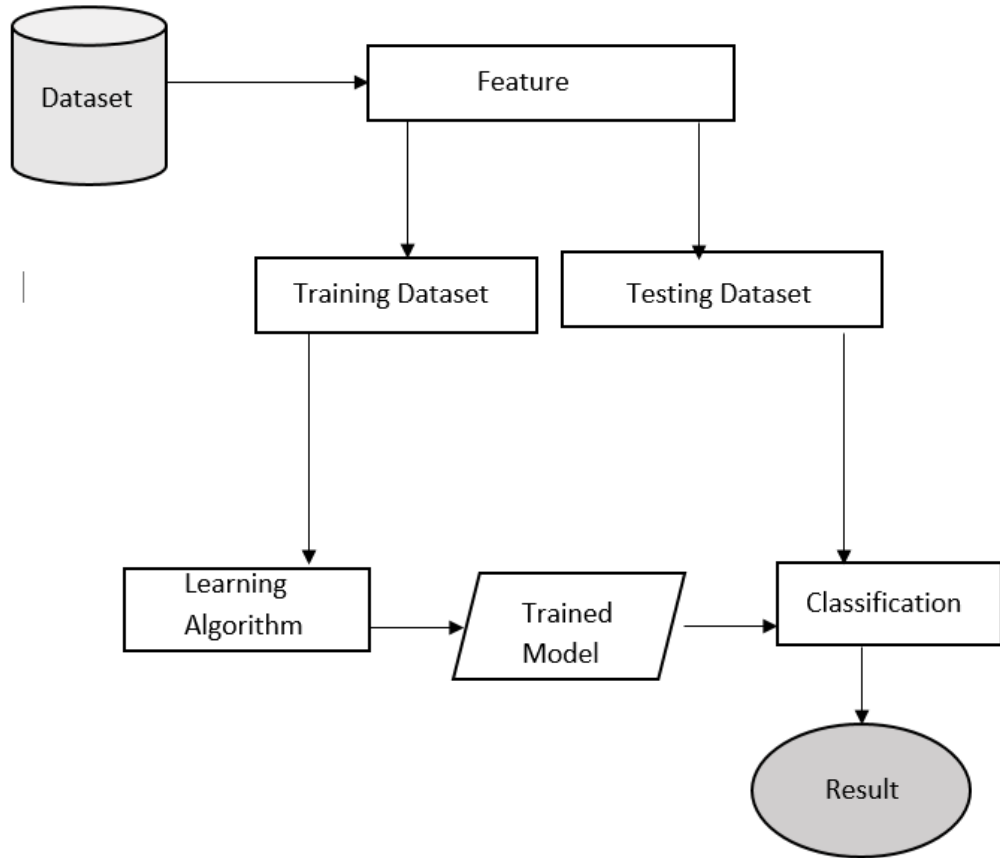 Dataset
Feature
Training Dataset
Testing Dataset
Learning
Algorithm
Trained
Model
Classification
Result